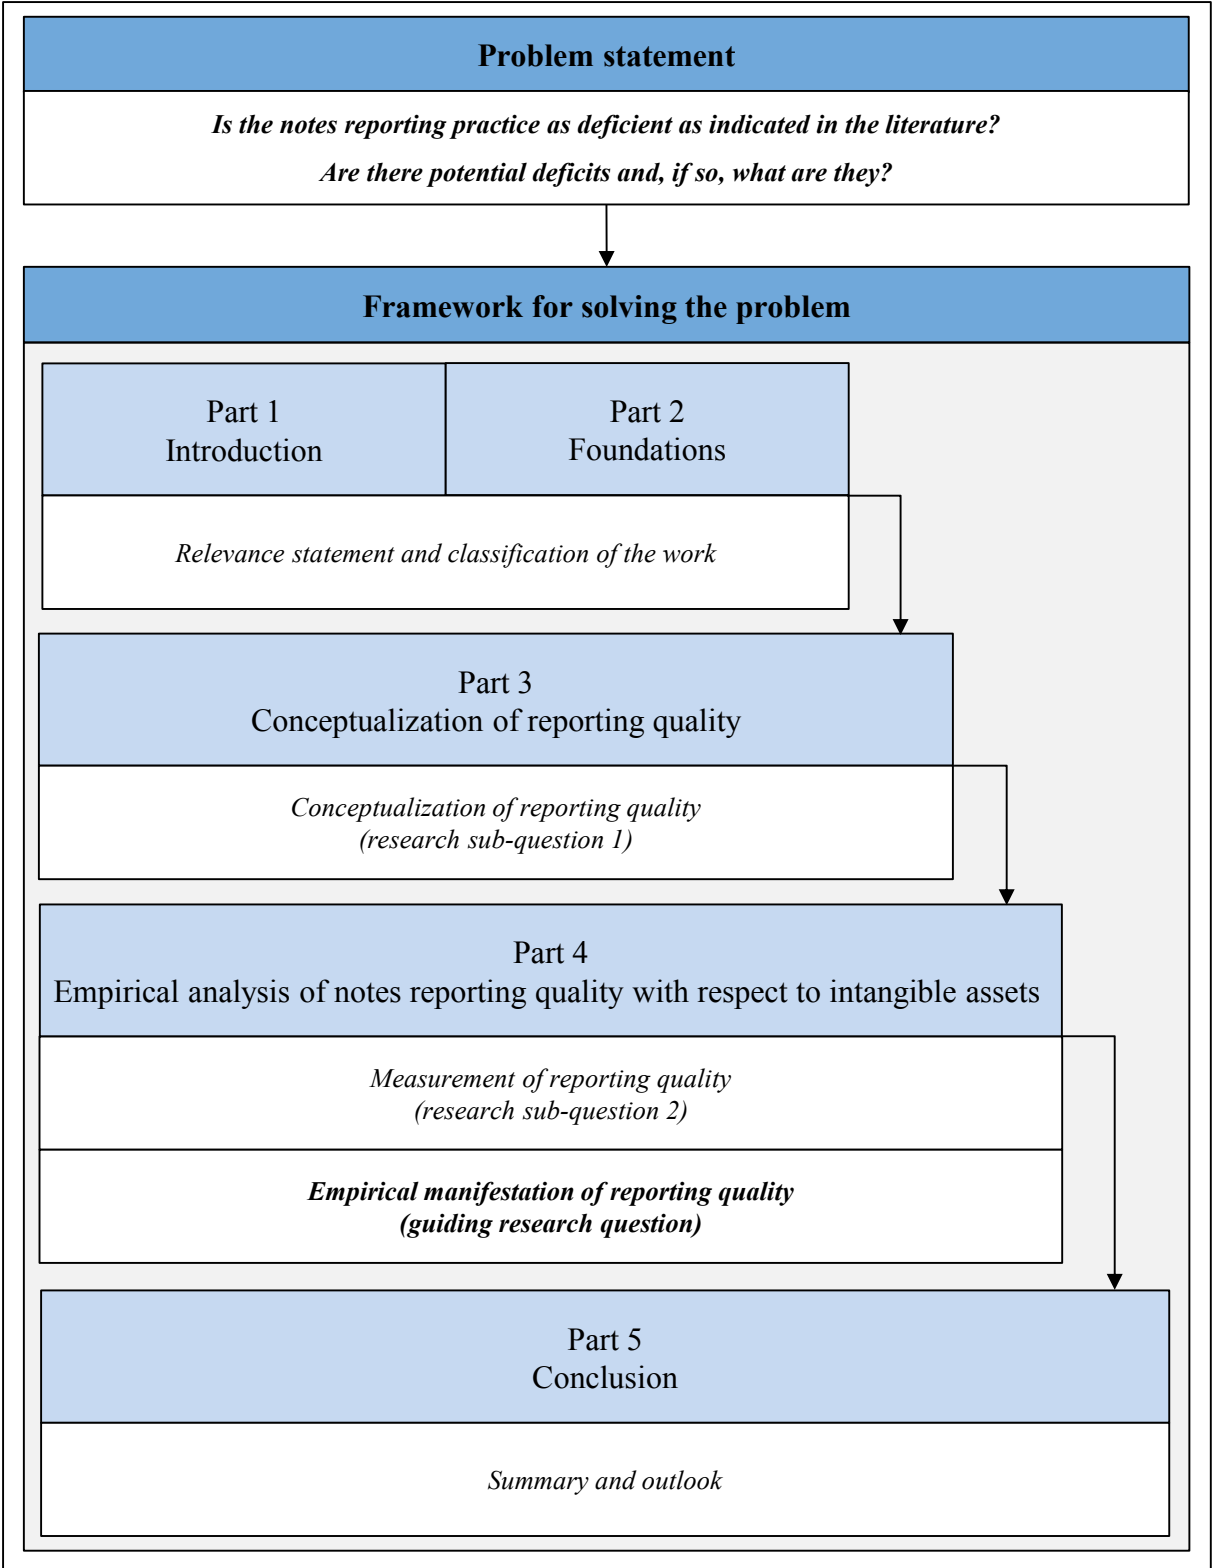 Problem statement
Is the notes reporting practice as deficient as indicated in the literature?
Are there potential deficits and, if so, what are they?
Framework for solving the problem
Part 1
Introduction
Part 2
Foundations
Relevance statement and classification of the work
Part 3
Conceptualization of reporting quality
Conceptualization of reporting quality
(research sub-question 1)
Part 4
Empirical analysis of notes reporting quality with respect to intangible assets
Measurement of reporting quality
(research sub-question 2)
Empirical manifestation of reporting quality
(guiding research question)
Part 5
Conclusion
Summary and outlook